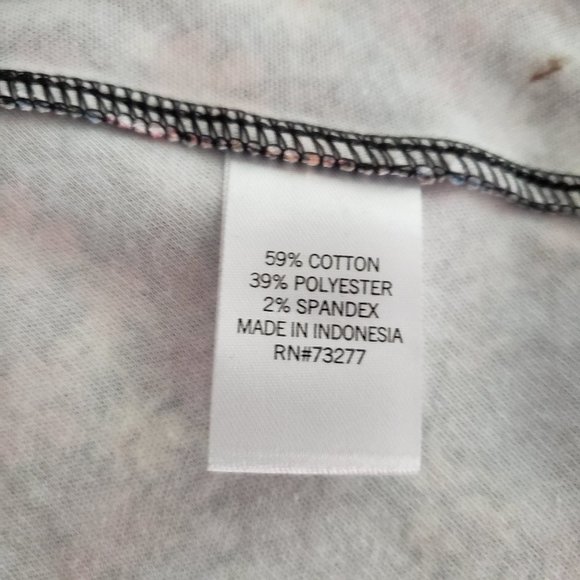 59% COTTON
39% POLYESTER
2% SPANDEX
MADE IN INDONESIA
RN#73277